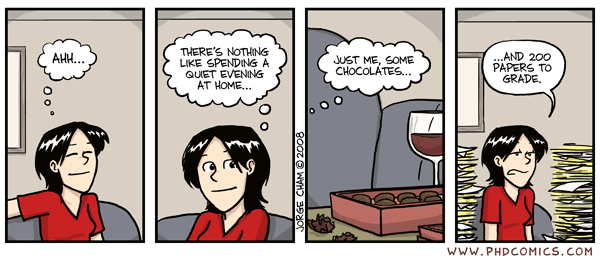 AHH...
THERE'S NOTHING
LIKE SPENDING A
QUIET EVENING
AT HOME...
JUST ME, SOME
CHOCOLATES...
...AND 200
PAPERS TO
GRADE.
JORGE CHAM © 2008
WWW.PHDCOMICS.COM